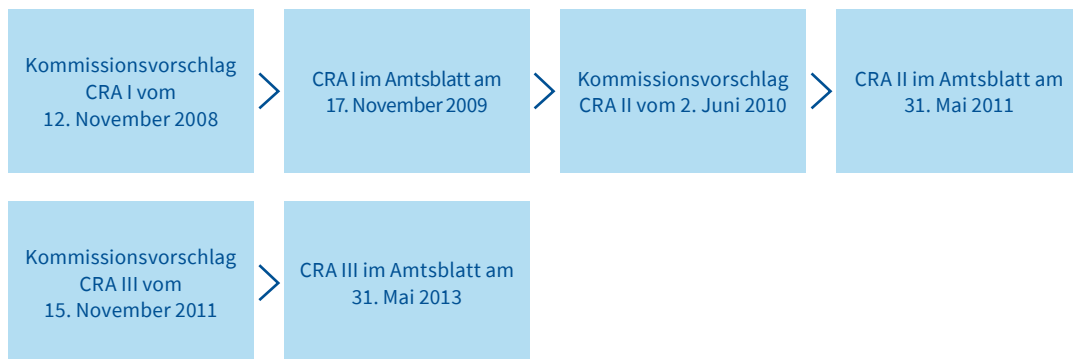 Kommissionsvorschlag
CRA I vom
12. November 2008
CRA I im Amtsblatt am
17. November 2009
Kommissionsvorschlag
CRA II vom 2. Juni 2010
CRA II im Amtsblatt am
31. Mai 2011
Kommissionsvorschlag
CRA III vom
15. November 2011
CRA III im Amtsblatt am
31. Mai 2013